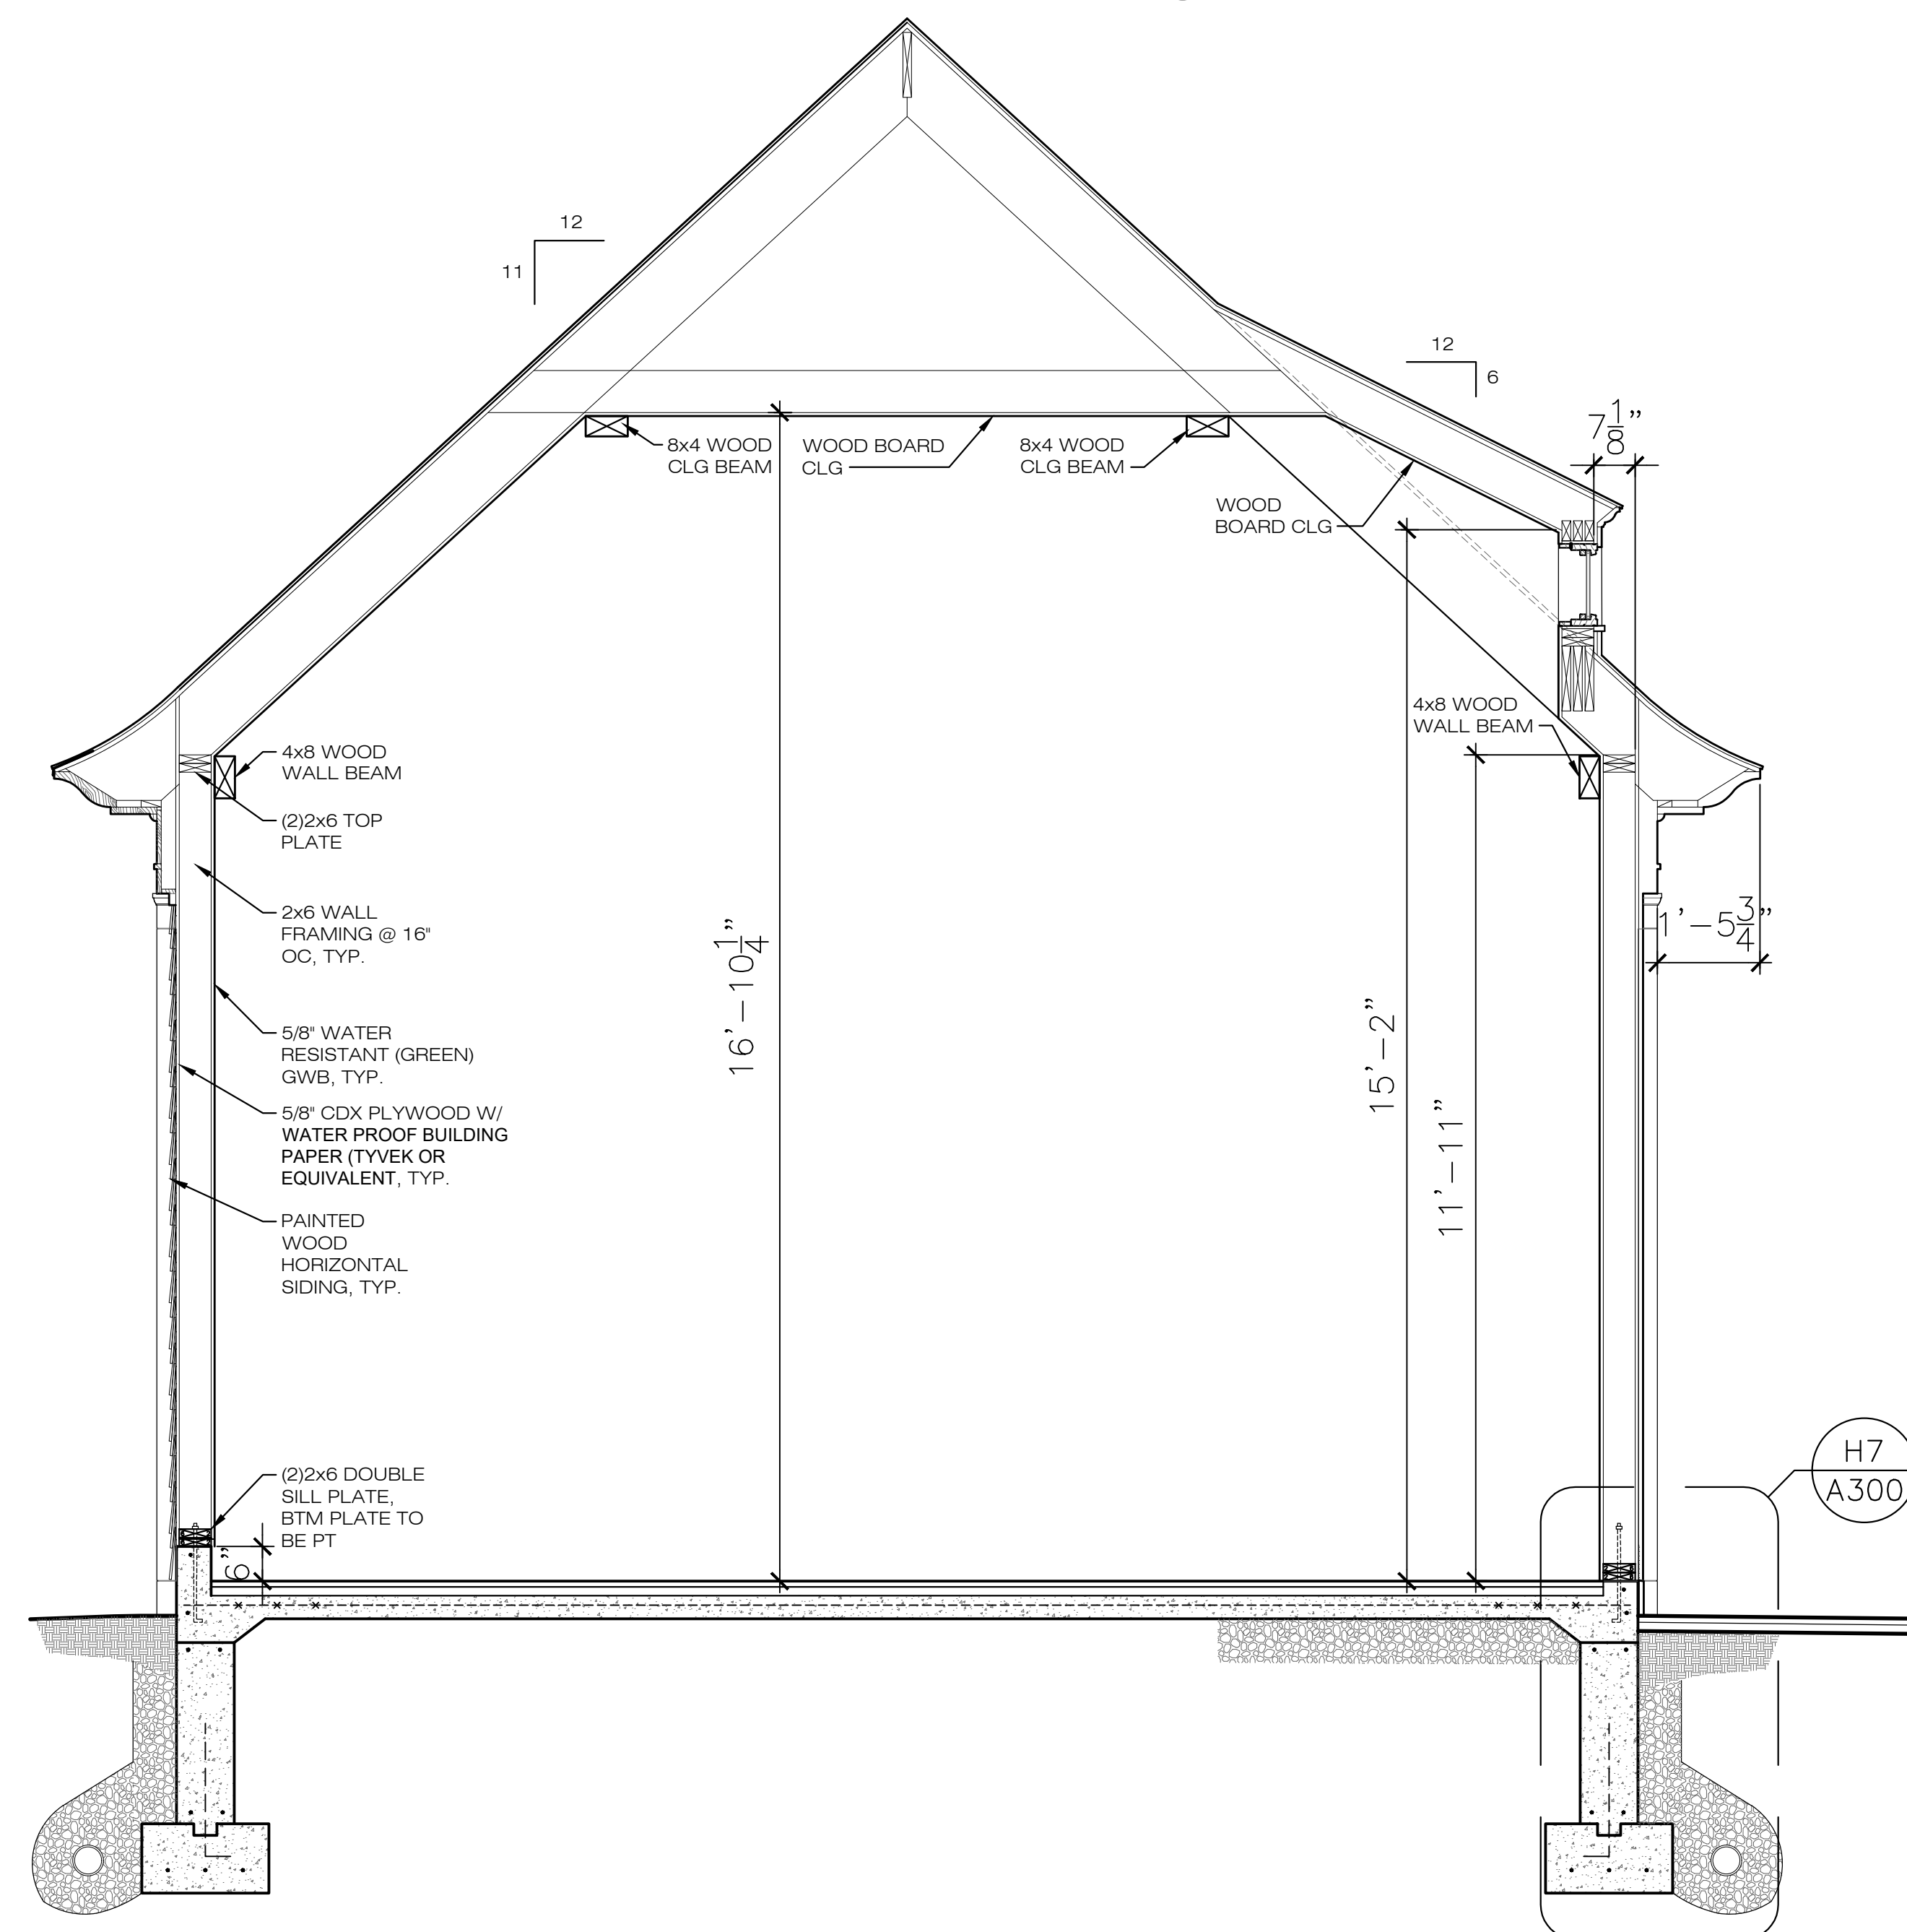 12
11
12
6
7 1/8”
8x4 WOOD
CLG BEAM
WOOD BOARD
CLG
8x4 WOOD
CLG BEAM
WOOD
BOARD CLG
4x8 WOOD
WALL BEAM
4x8 WOOD
WALL BEAM
(2)2x6 TOP
PLATE
2x6 WALL
FRAMING @ 16"
OC, TYP.
16’–10 1/4”
1’–5 3/4”
15’–2”
11’–11”
5/8" WATER
RESISTANT (GREEN)
GWB, TYP.
5/8" CDX PLYWOOD W/
WATER PROOF BUILDING
PAPER (TYVEK OR
EQUIVALENT, TYP.
PAINTED
WOOD
HORIZONTAL
SIDING, TYP.
(2)2x6 DOUBLE
SILL PLATE,
BTM PLATE TO
BE PT
6”
H7
A300